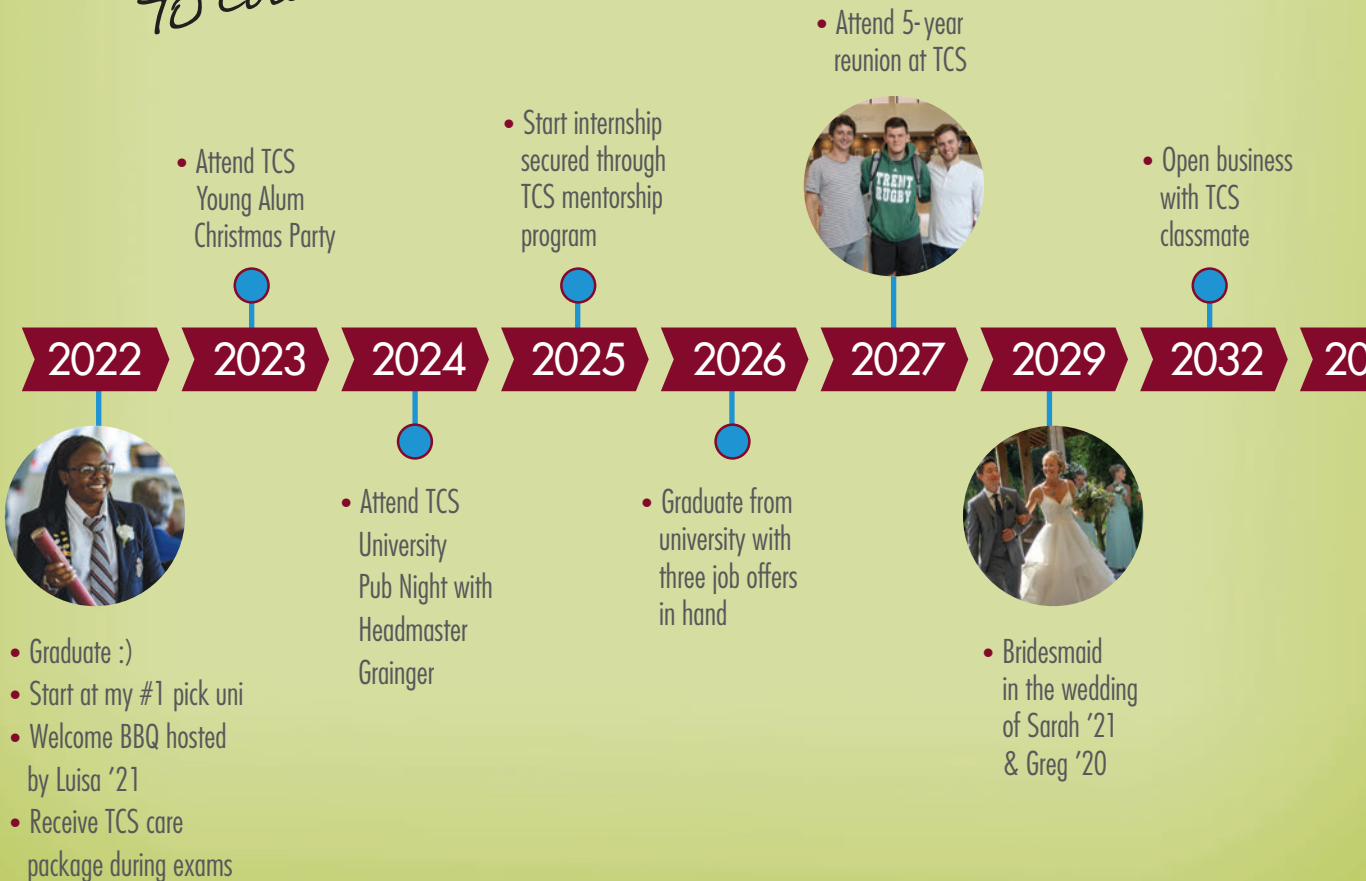 TO
• Attend 5-year
reunion at TCS
• Start internship
secured through
TCS mentorship
program
• Attend TCS
Young Alum
Christmas Party
• Open business
with TCS
classmate
TRENT
RUGBY
2022
2023
2024
2025
2026
2027
2029
2032
20
• Attend TCS
University
Pub Night with
Headmaster
Grainger
• Graduate from
university with
three job offers
in hand
• Graduate :)
• Start at my #1 pick uni
• Welcome BBQ hosted
by Luisa ’21
• Receive TCS care
package during exams
• Bridesmaid
in the wedding
of Sarah ’21
& Greg ’20